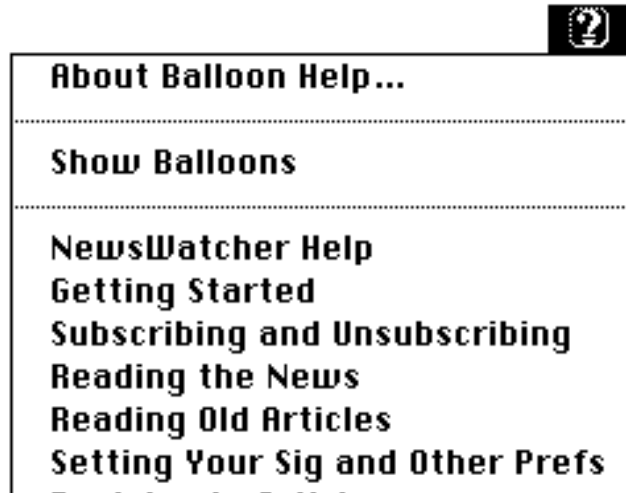 ?
About Balloon Help...
Show Balloons
NewsWatcher Help
Getting Started
Subscribing and Unsubscribing
Reading the News
Reading Old Articles
Setting Your Sig and Other Prefs